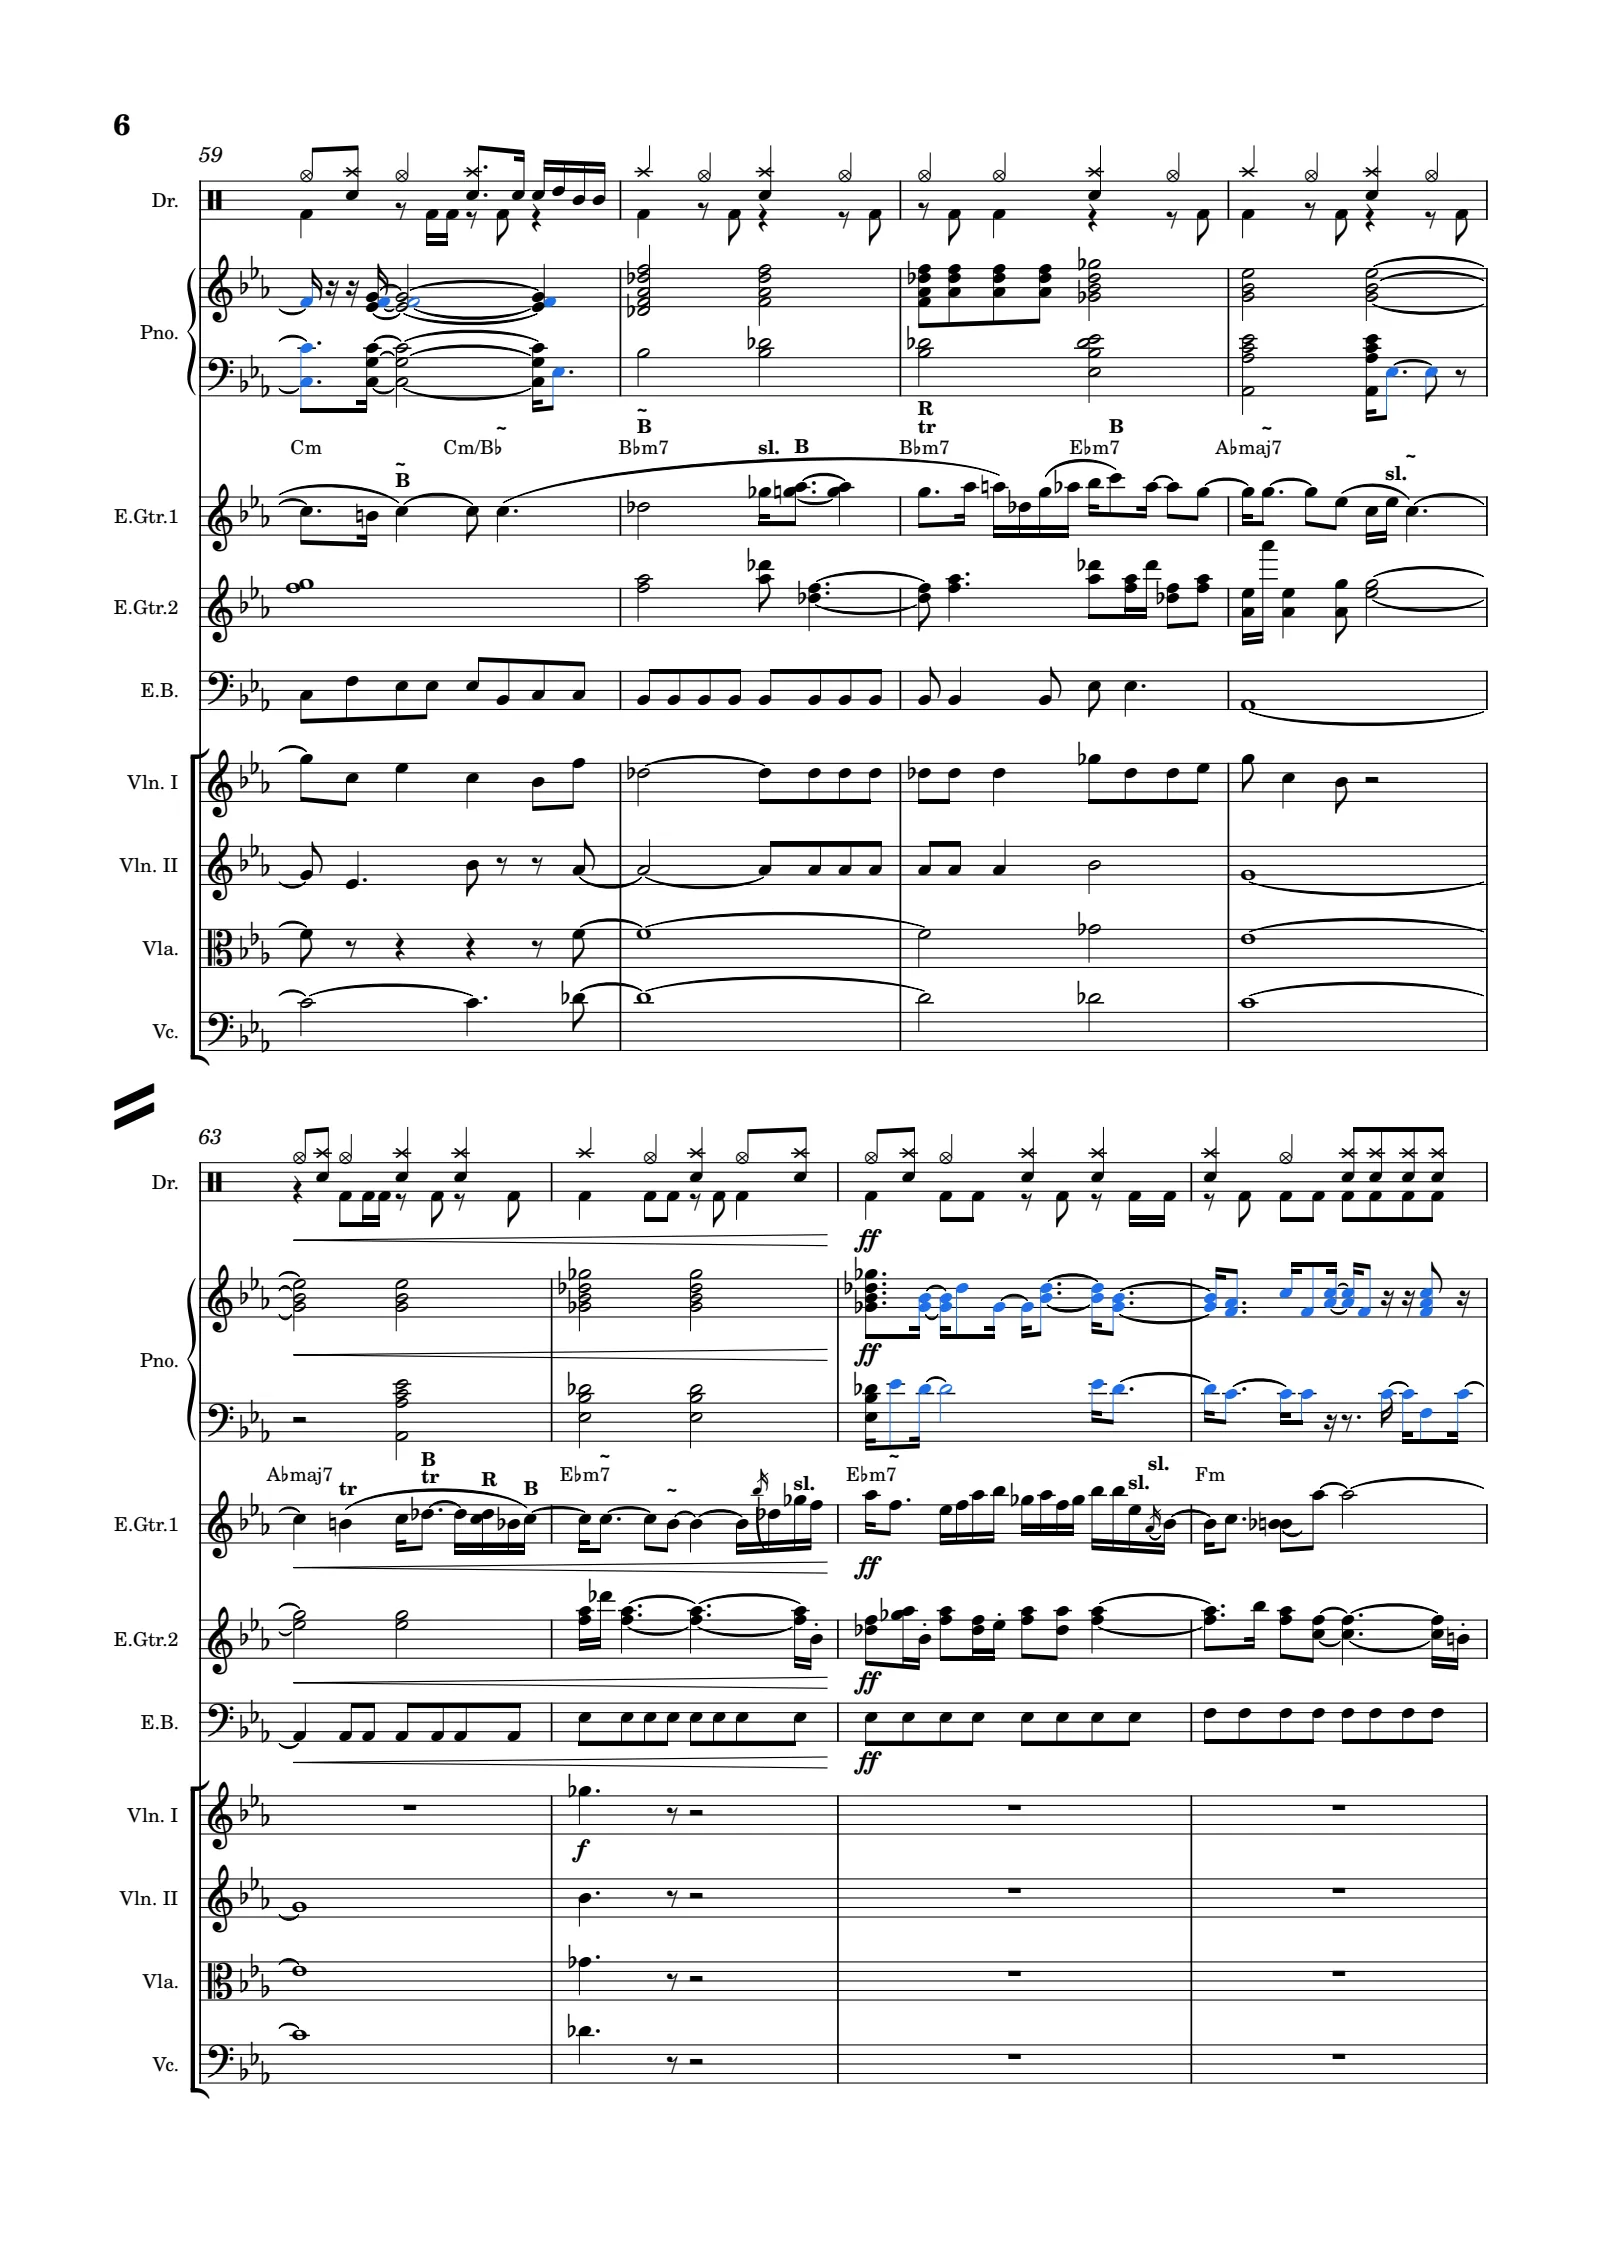 6
59
Dr.
Pno.
~ ~ R
~ B tr B
Cm Cm/B♭ B♭m7 sl. B B♭m7 E♭m7 A♭maj7 ~ ~
~ sl.
B
E.Gtr.1
E.Gtr.2
E.B.
Vln. I
Vln. II
Vla.
Vc.
63
Dr.
ff
Pno.
ff
B ~ ~ sl.
A♭maj7 tr R E♭m7 E♭m7 sl. Fm
tr B ~ sl.
E.Gtr.1
ff
E.Gtr.2
ff
E.B.
ff
Vln. I
f
Vln. II
Vla.
Vc.